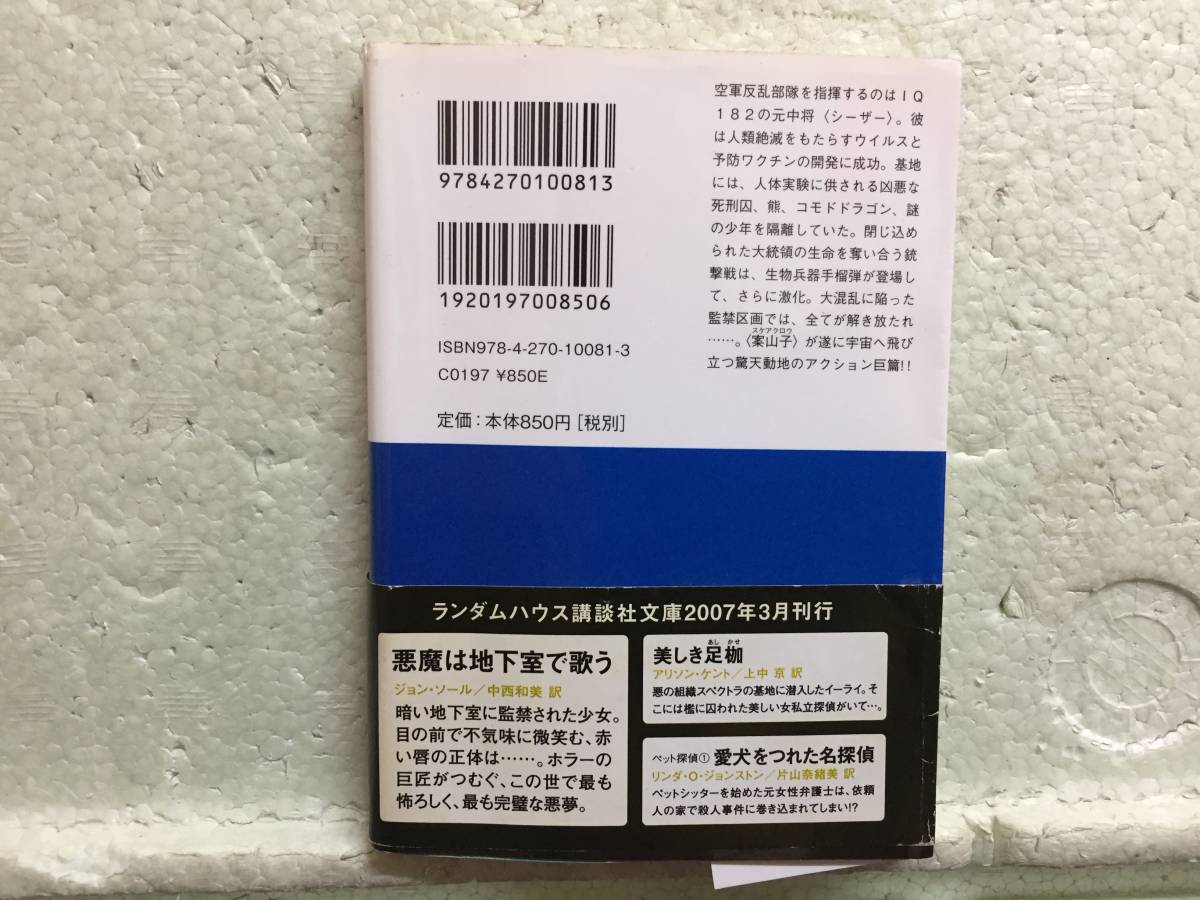 9784270100813
1920197008506
ISBN978-4-270-10081-3
C0197 ¥850E
定価：本体850円［税別］
空軍反乱部隊を指揮するのはＩＱ
１８２の元中将〈シーザー〉。彼
は人類絶滅をもたらすウイルスと
予防ワクチンの開発に成功。基地
には、人体実験に供される凶悪な
死刑囚、熊、コモドドラゴン、謎
の少年を隔離していた。閉じ込め
られた大統領の生命を奪い合う銃
撃戦は、生物兵器手榴弾が登場し
て、さらに激化。大混乱に陥った
監禁区画では、全てが解き放たれ
スケアクロウ
……。〈案山子〉が遂に宇宙へ飛び
立つ驚天動地のアクション巨篇!!
ランダムハウス講談社文庫2007年3月刊行
悪魔は地下室で歌う
ジョン・ソール／中西和美 訳
暗い地下室に監禁された少女。
目の前で不気味に微笑む、赤
い唇の正体は……。ホラーの
巨匠がつむぐ、この世で最も
怖ろしく、最も完璧な悪夢。
あし かせ
美しき足枷
アリソン・ケント／上中 京 訳
悪の組織スペクトラの基地に潜入したイーライ。そ
こには檻に囚われた美しい女私立探偵がいて…。
ペット探偵① 愛犬をつれた名探偵
リンダ・O・ジョンストン／片山奈緒美 訳
ペットシッターを始めた元女性弁護士は、依頼
人の家で殺人事件に巻き込まれてしまい!?